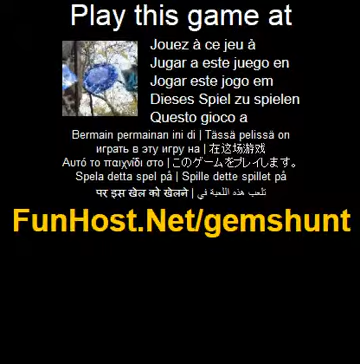 Play this game at
Jouez à ce jeu à
Jugar a este juego en
Jogar este jogo em
Dieses Spiel zu spielen
Questo gioco a
Bermain permainan ini di | Tässä pelissä on
играть в эту игру на | 在这场游戏
Αυτό το παιχνίδι στο | このゲームをプレイします。
Spela detta spel på | Spille dette spillet på
पर इस खेल को खेलने | تلعب هذه اللعبة في
FunHost.Net/gemshunt